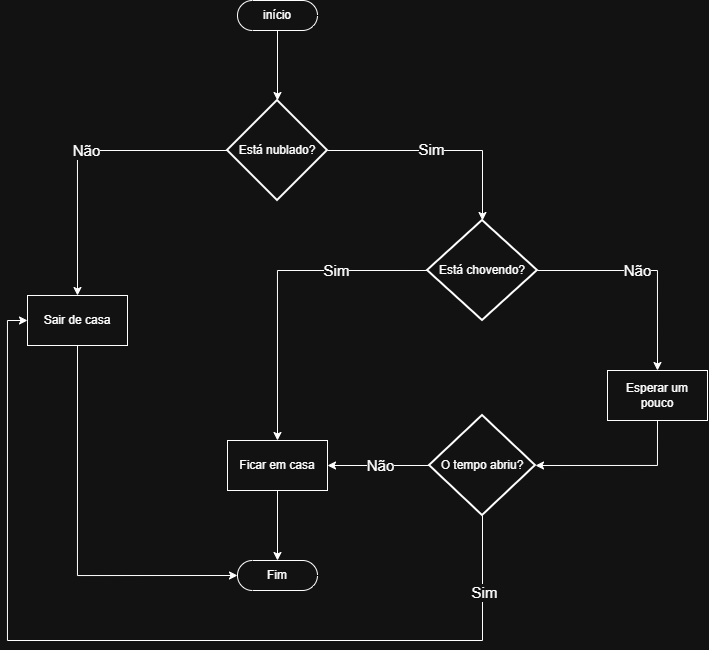 início
Está nublado?
Não
Sim
Está chovendo?
Sim
Não
Sair de casa
Esperar um
pouco
Ficar em casa
Não
O tempo abriu?
Fim
Sim